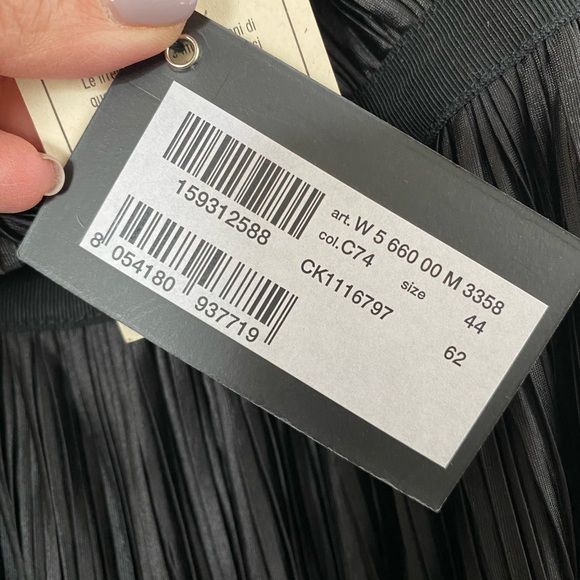 159312588
art. W 5 660 00 M 3358
col. C74
size 44
CK1116797
62
8 054180 937719